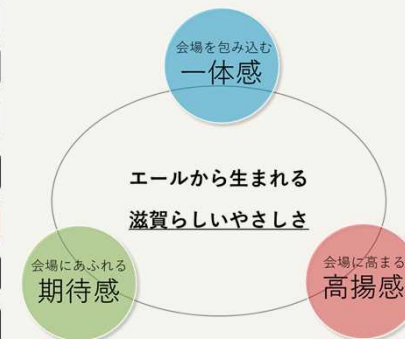 会場を包み込む
一体感
エールから生まれる
滋賀らしいやさしさ
会場にあふれる
期待感
会場に高まる
高揚感